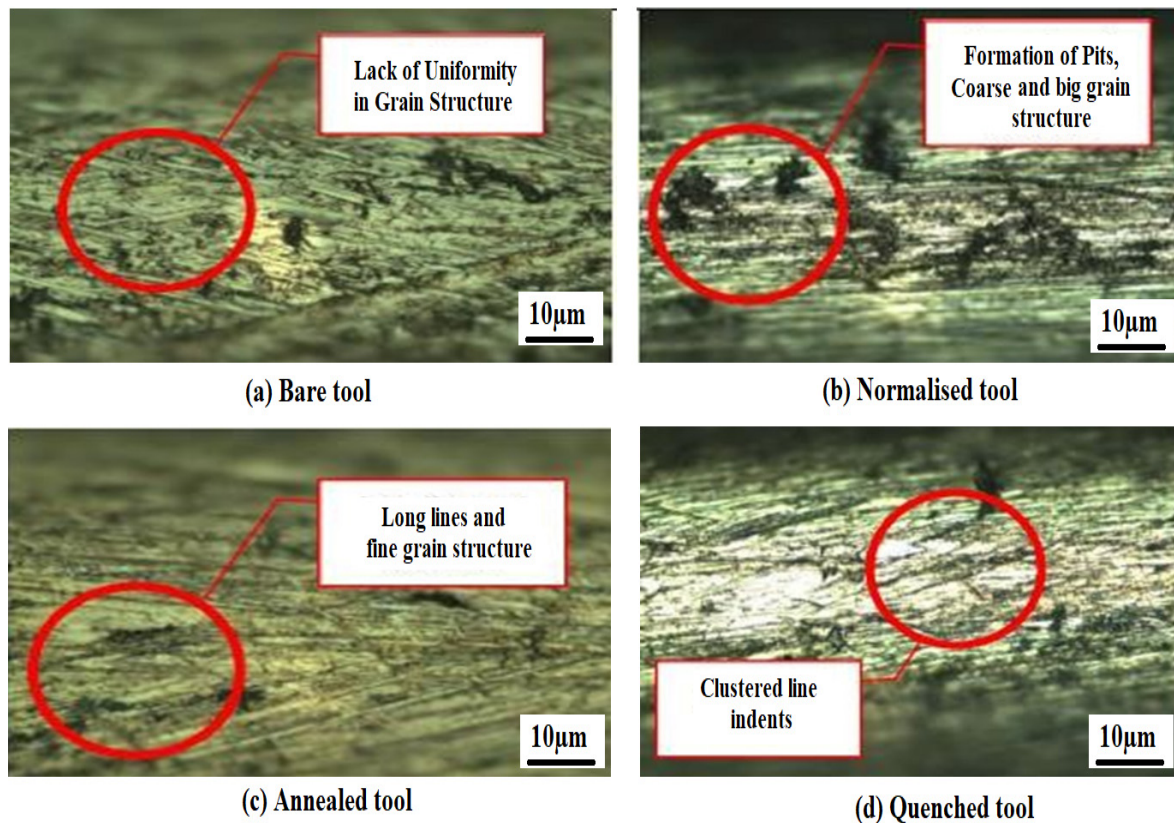 Lack of Uniformity
in Grain Structure
10µm
(a) Bare tool
Formation of Pits,
Coarse and big grain
structure
10µm
(b) Normalised tool
Long lines and
fine grain structure
10µm
(c) Annealed tool
Clustered line
indents
10µm
(d) Quenched tool